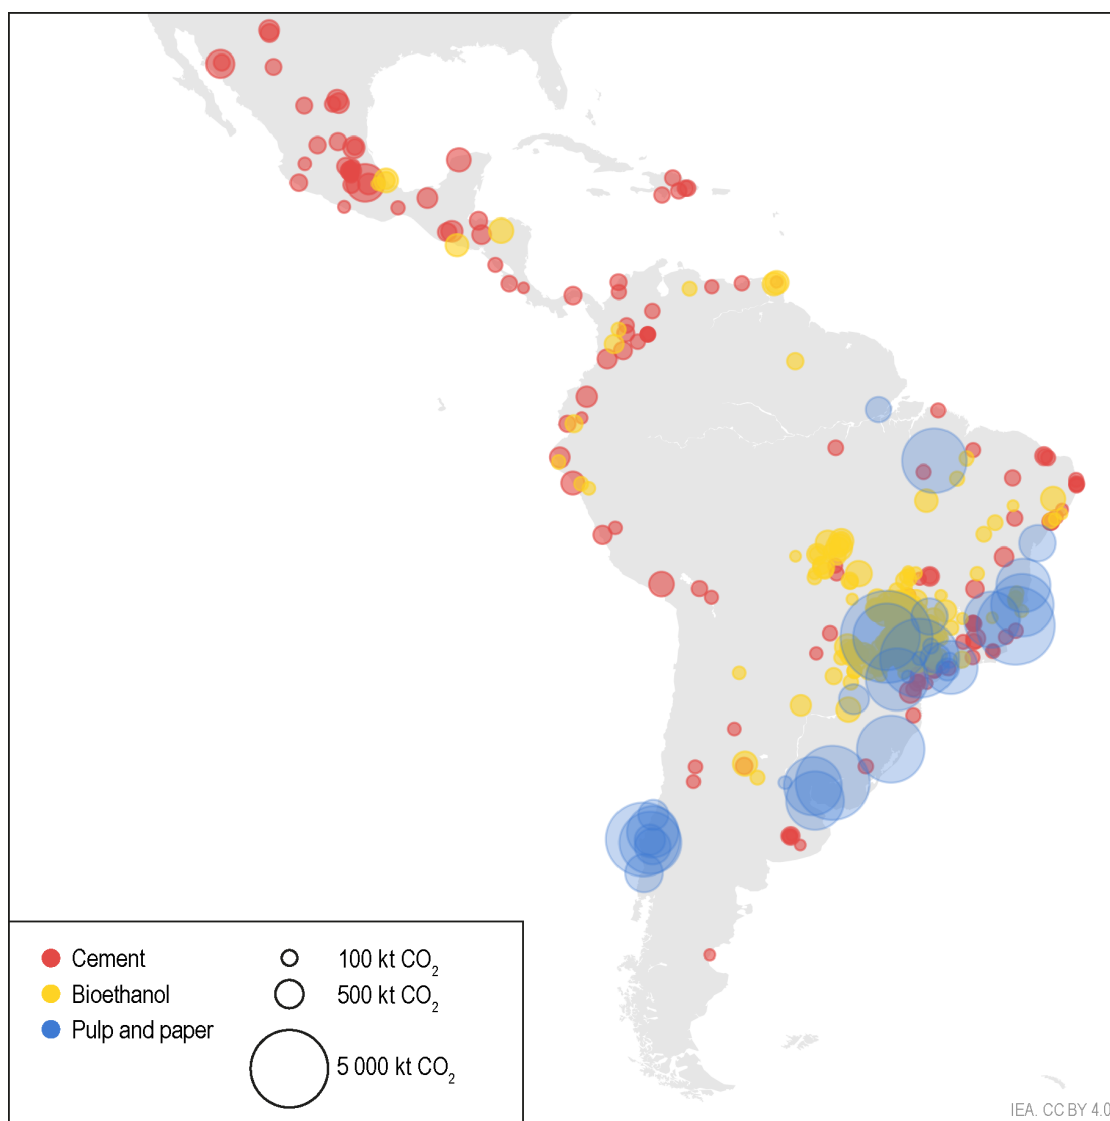 Cement
Bioethanol
Pulp and paper
100 kt CO₂
500 kt CO₂
5 000 kt CO₂
IEA. CC BY 4.0